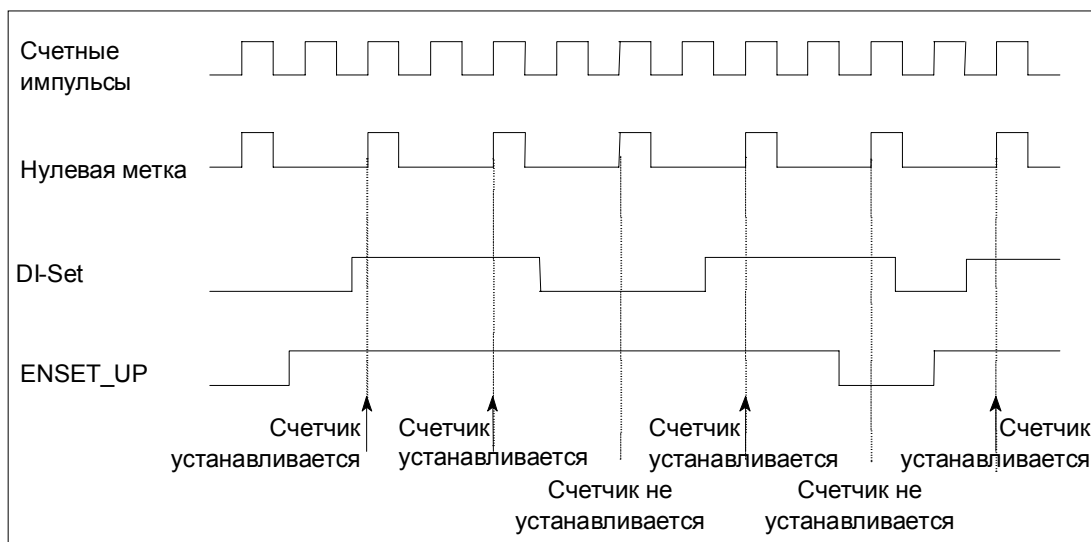 Счетные
импульсы
Нулевая метка
DI-Set
ENSET_UP
Счетчик
устанавливается
Счетчик
устанавливается
Счетчик не
устанавливается
Счетчик
устанавливается
Счетчик не
устанавливается
Счетчик
устанавливается